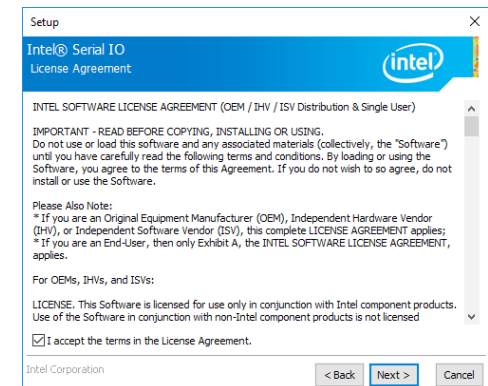 Setup
Intel® Serial IO
License Agreement
intel
INTEL SOFTWARE LICENSE AGREEMENT (OEM / IHV / ISV Distribution & Single User)
IMPORTANT - READ BEFORE COPYING, INSTALLING OR USING.
Do not use or load this software and any associated materials (collectively, the "Software")
until you have carefully read the following terms and conditions. By loading or using the
Software, you agree to the terms of this Agreement. If you do not wish to so agree, do not
install or use the Software.
Please Also Note:
* If you are an Original Equipment Manufacturer (OEM), Independent Hardware Vendor
(IHV), or Independent Software Vendor (ISV), this complete LICENSE AGREEMENT applies;
* If you are an End-User, then only Exhibit A, the INTEL SOFTWARE LICENSE AGREEMENT,
applies.
For OEMs, IHVs, and ISVs:
LICENSE. This Software is licensed for use only in conjunction with Intel component products.
Use of the Software in conjunction with non-Intel component products is not licensed
I accept the terms in the License Agreement.
Intel Corporation
< Back
Next >
Cancel